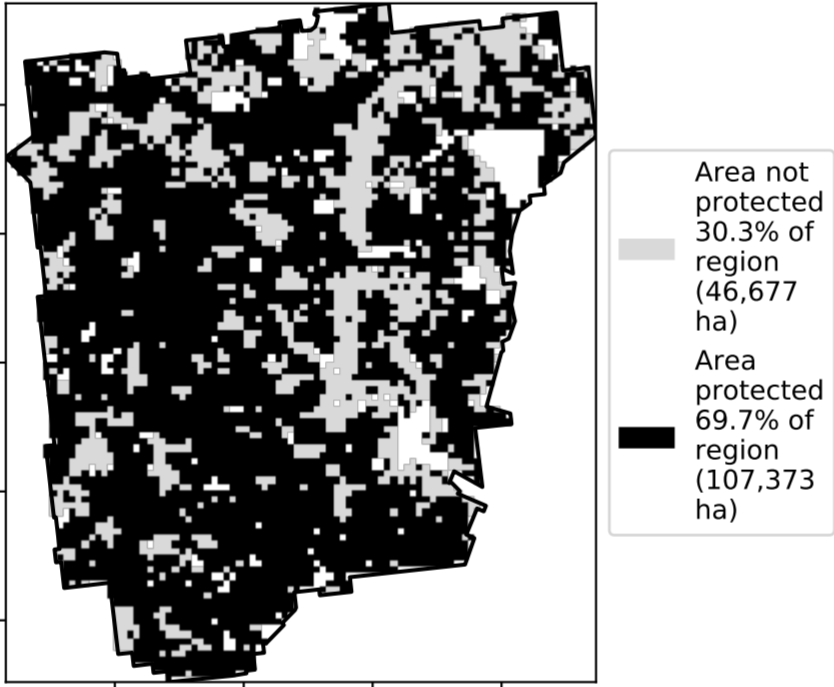 Area not
protected
30.3% of
region
(46,677
ha)
Area
protected
69.7% of
region
(107,373
ha)